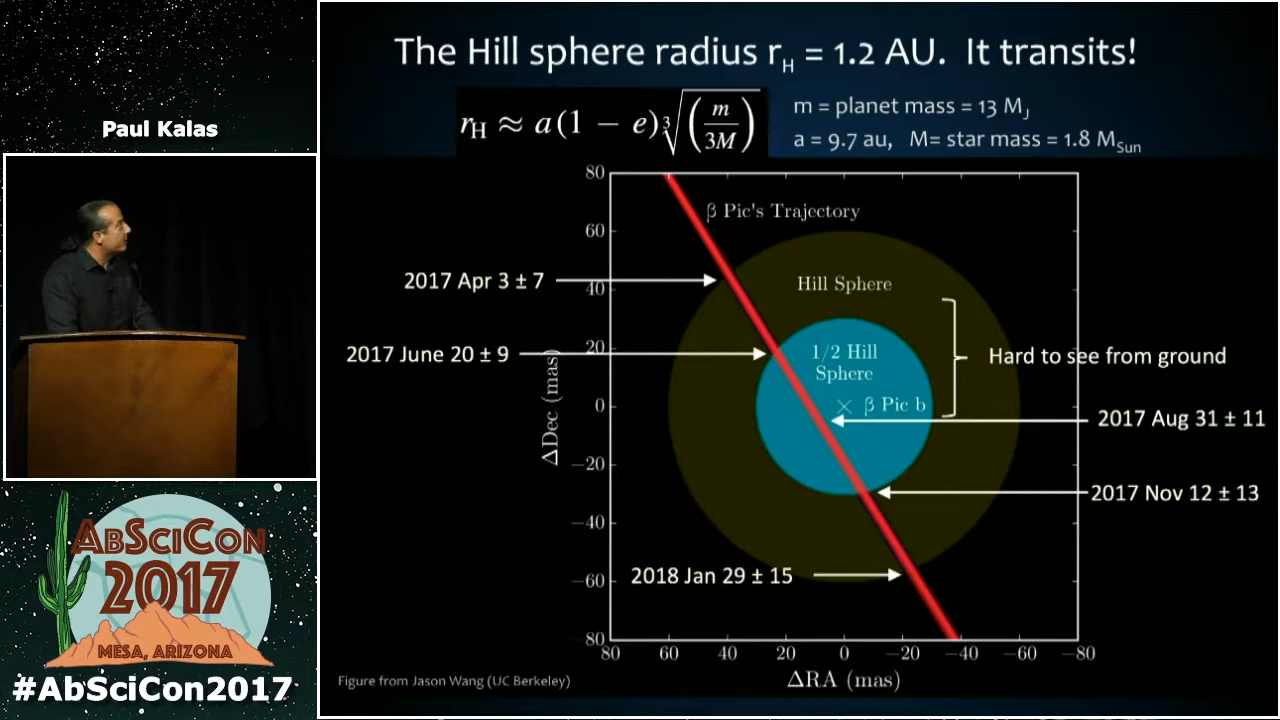 Paul Kalas
ABSCICON
2017
MESA, ARIZONA
#AbSciCon2017
The Hill sphere radius rH = 1.2 AU. It transits!
rH ≈ a(1 − e)∛(m/3M)
m = planet mass = 13 MJ
a = 9.7 au, M= star mass = 1.8 MSun
β Pic's Trajectory
2017 Apr 3 ± 7
Hill Sphere
2017 June 20 ± 9
1/2 Hill
Sphere
Hard to see from ground
× β Pic b
2017 Aug 31 ± 11
2017 Nov 12 ± 13
2018 Jan 29 ± 15
80
60
40
20
0
−20
−40
−60
80
ΔDec (mas)
80 60 40 20 0 −20 −40 −60 −80
ΔRA (mas)
Figure from Jason Wang (UC Berkeley)